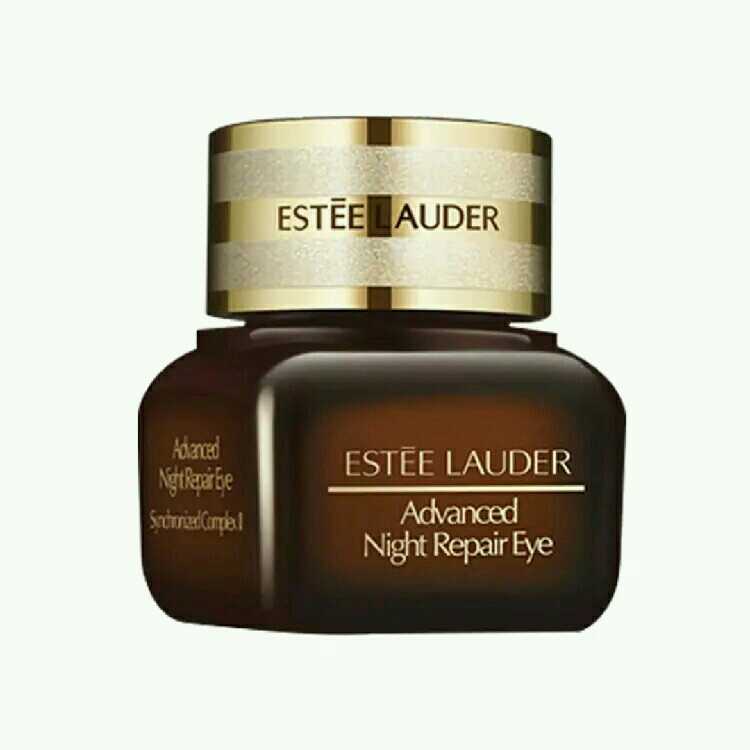 ESTĒE LAUDER
ESTĒE LAUDER
Advanced
Night Repair Eye
Advanced
Night Repair Eye
Synchronized Complex II